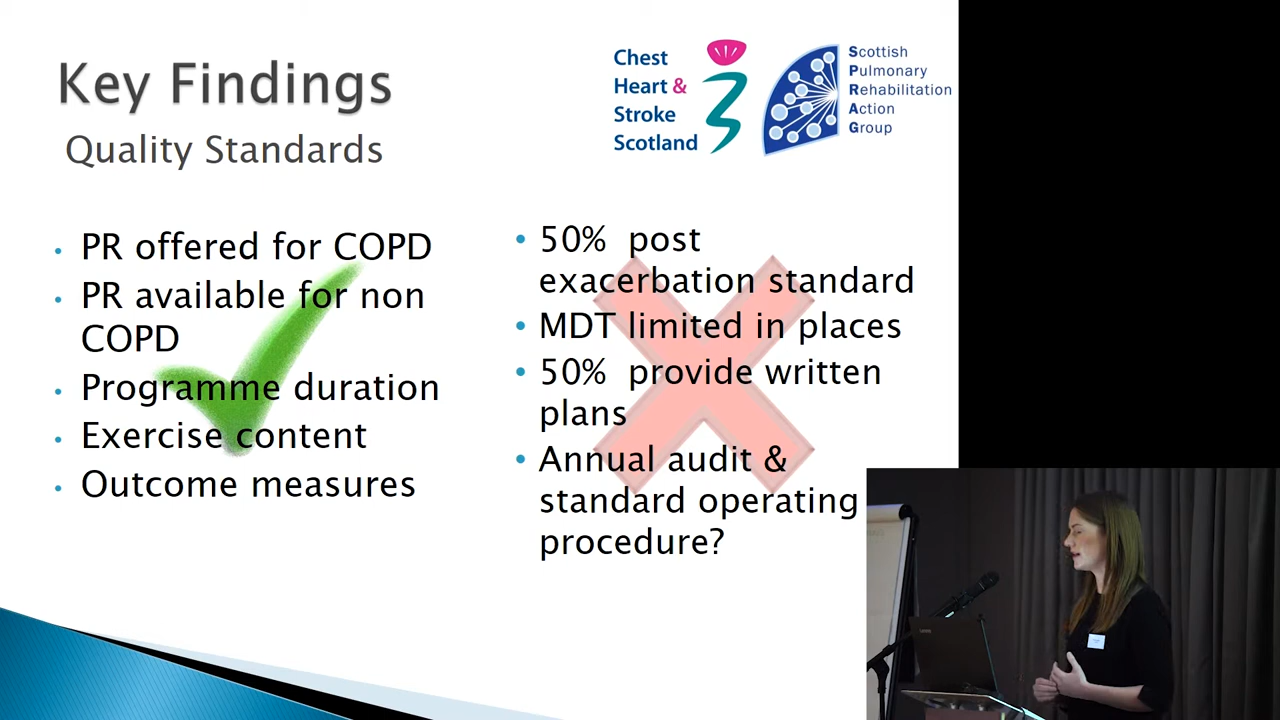 Key Findings
Quality Standards
Chest
Heart &
Stroke
Scotland
Scottish
Pulmonary
Rehabilitation
Action
Group
• PR offered for COPD
• PR available for non
COPD
• Programme duration
• Exercise content
• Outcome measures
• 50% post
exacerbation standard
• MDT limited in places
• 50% provide written
plans
• Annual audit &
standard operating
procedure?